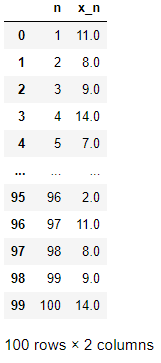 n x_n
0 1 11.0
1 2 8.0
2 3 9.0
3 4 14.0
4 5 7.0
... ... ...
95 96 2.0
96 97 11.0
97 98 8.0
98 99 9.0
99 100 14.0
100 rows × 2 columns